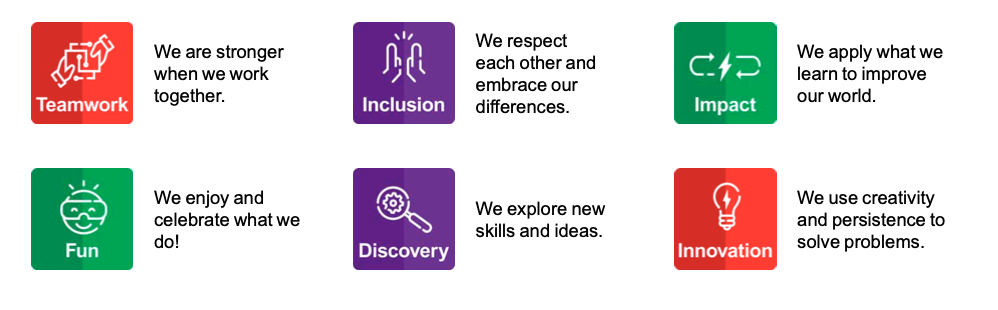 Teamwork
We are stronger
when we work
together.
Inclusion
We respect
each other and
embrace our
differences.
Impact
We apply what we
learn to improve
our world.
Fun
We enjoy and
celebrate what we
do!
Discovery
We explore new
skills and ideas.
Innovation
We use creativity
and persistence to
solve problems.